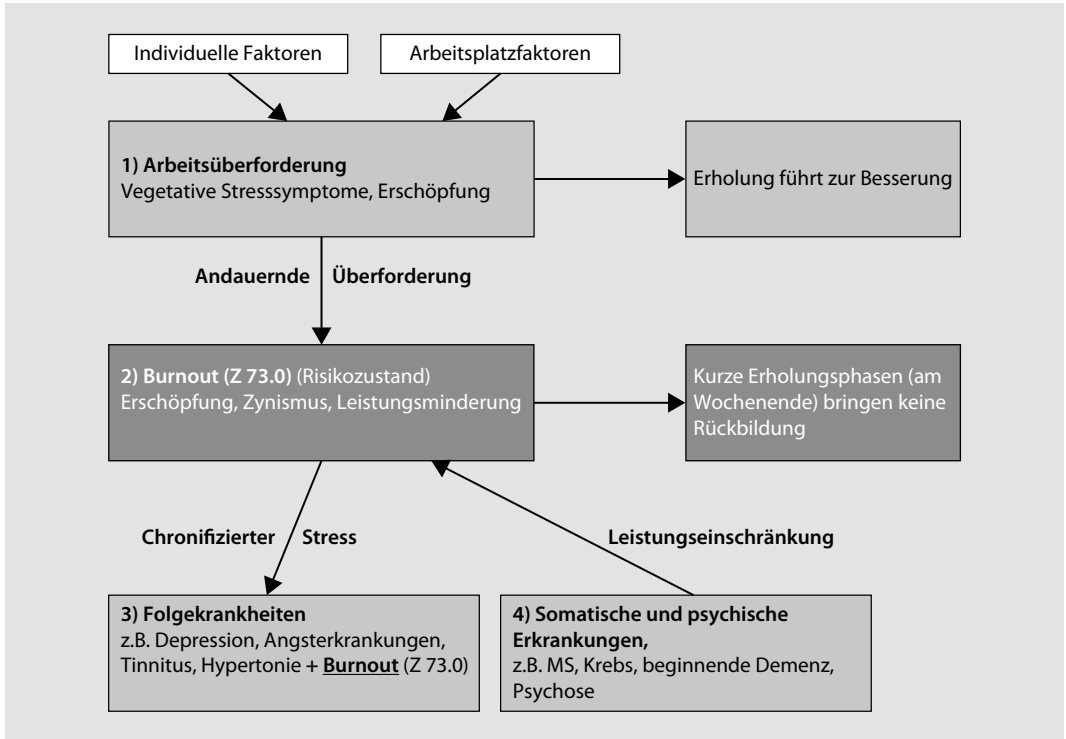 Individuelle Faktoren
Arbeitsplatzfaktoren
1) Arbeitsüberforderung
Vegetative Stresssymptome, Erschöpfung
Erholung führt zur Besserung
Andauernde Überforderung
2) Burnout (Z 73.0) (Risikozustand)
Erschöpfung, Zynismus, Leistungsminderung
Kurze Erholungsphasen (am
Wochenende) bringen keine
Rückbildung
Chronifizierter Stress
Leistungseinschränkung
3) Folgekrankheiten
z.B. Depression, Angsterkrankungen,
Tinnitus, Hypertonie + Burnout (Z 73.0)
4) Somatische und psychische
Erkrankungen,
z.B. MS, Krebs, beginnende Demenz,
Psychose